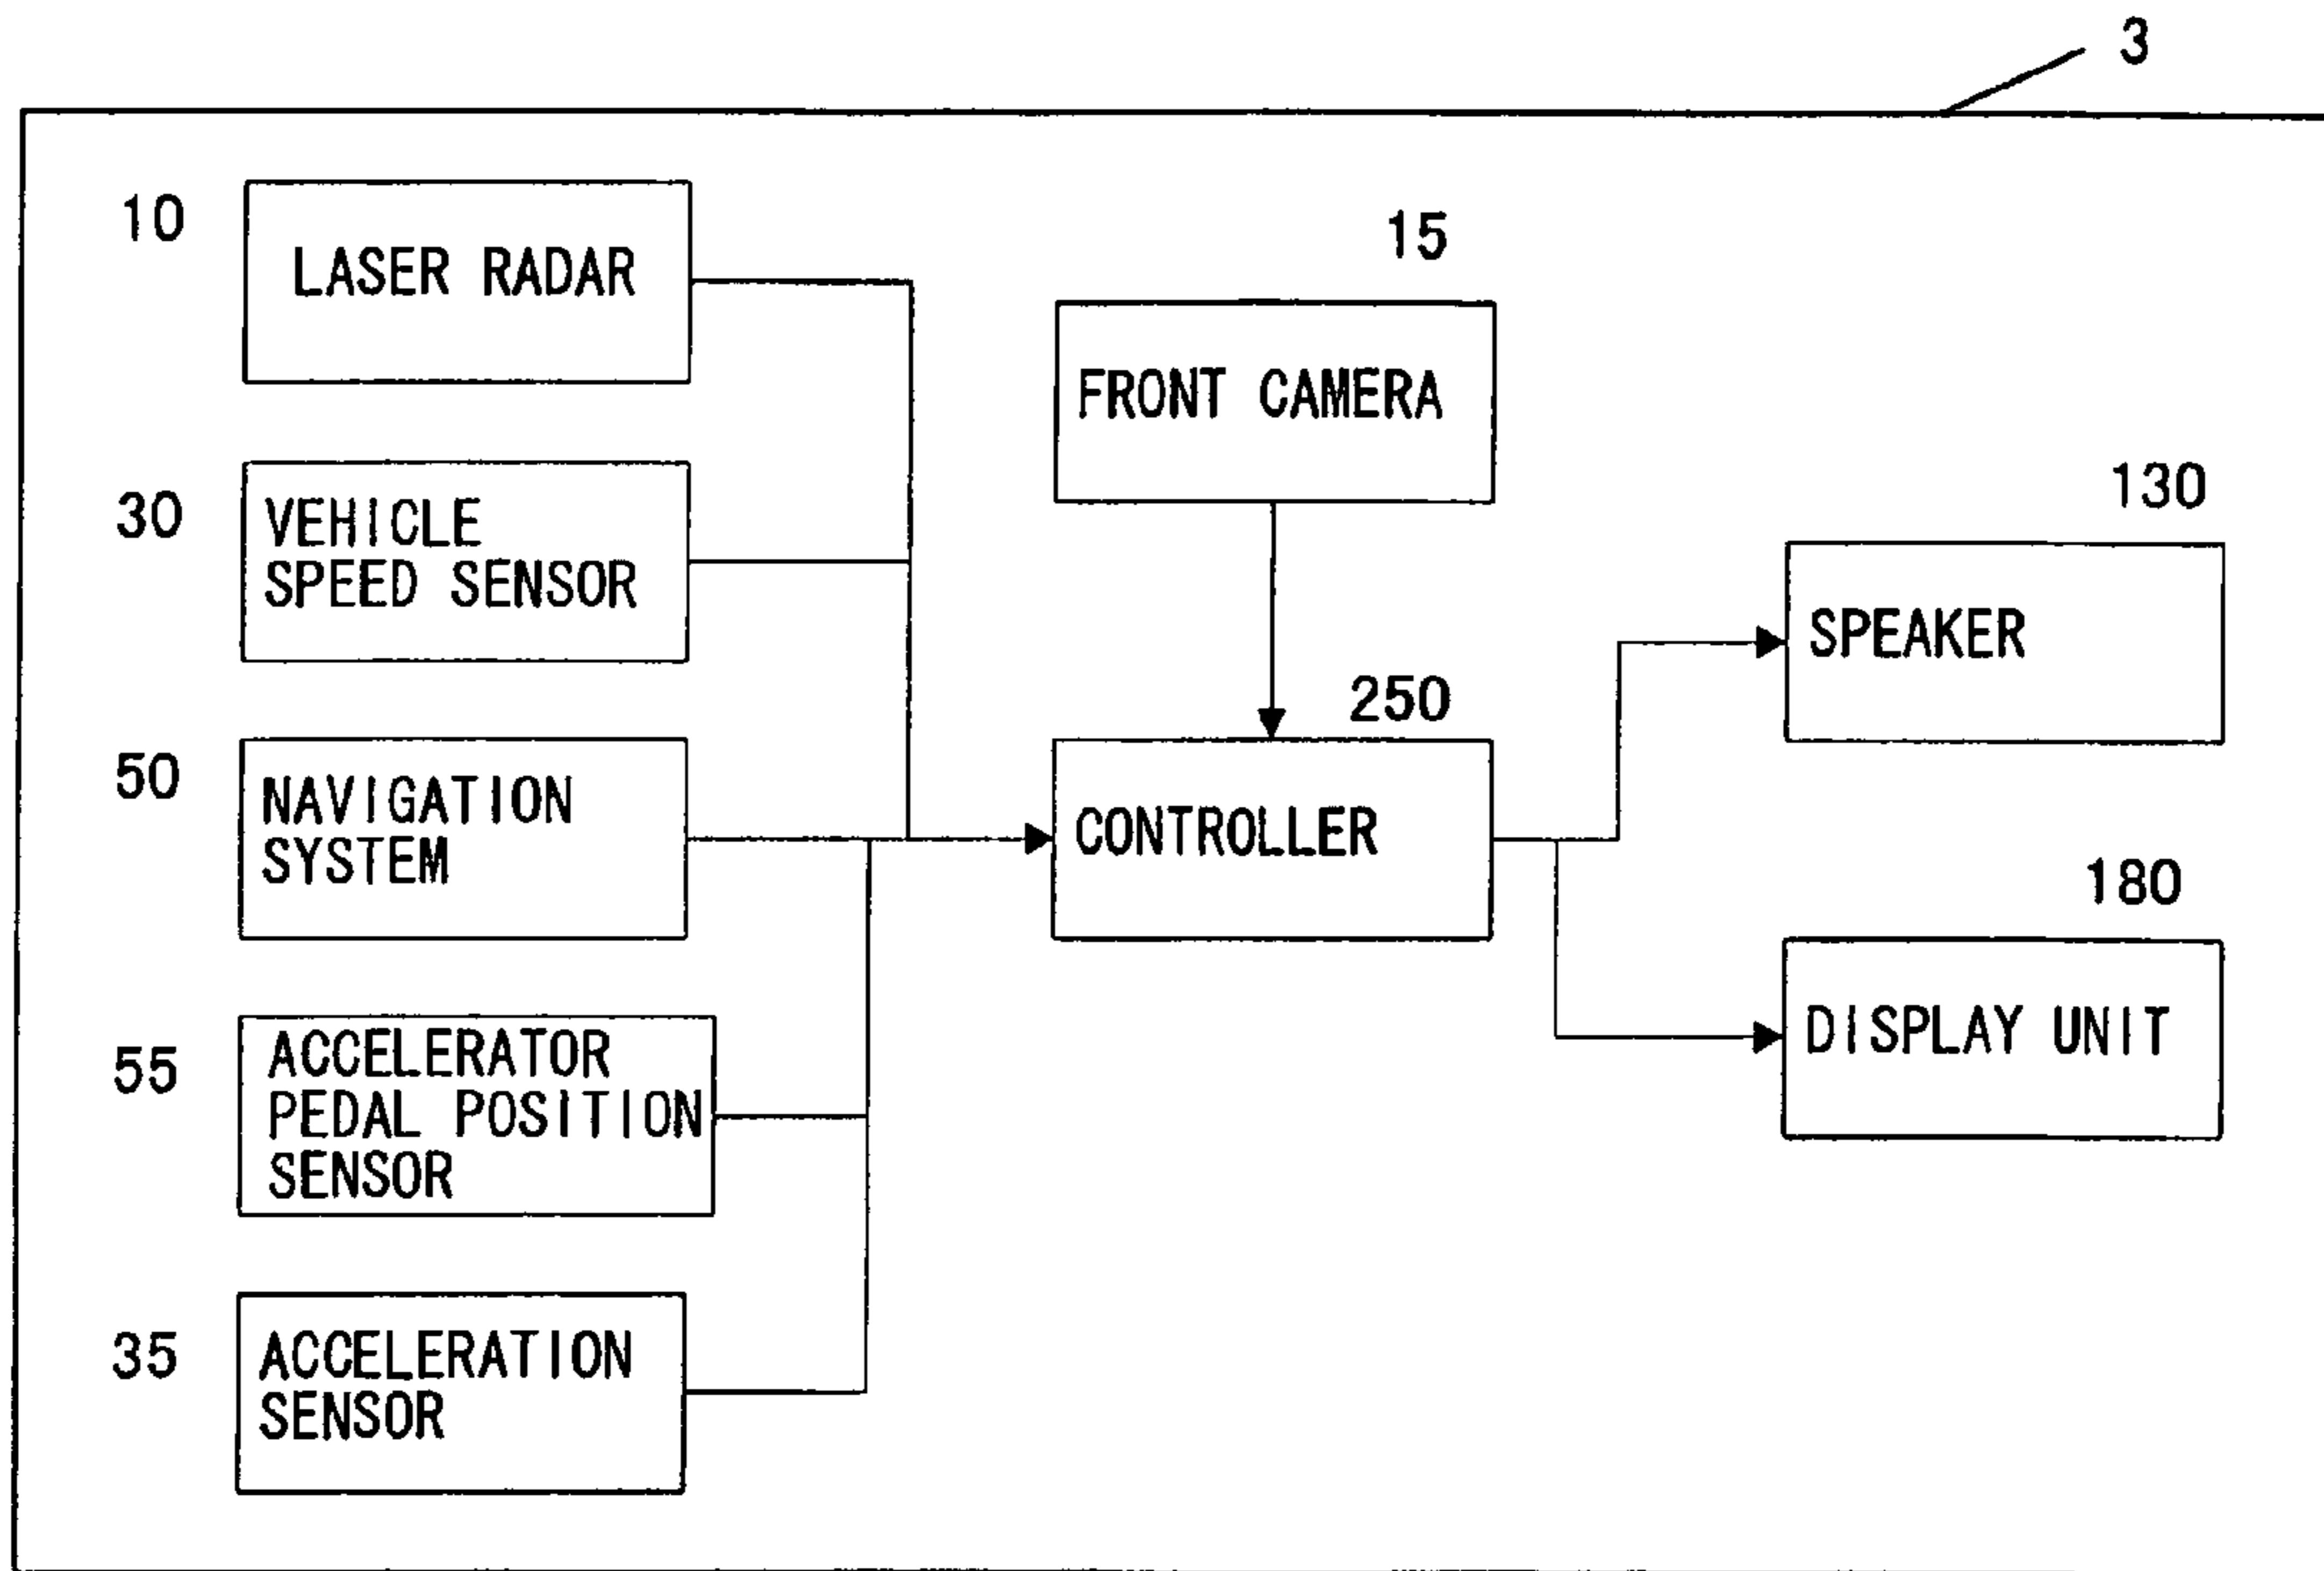 3
10
LASER RADAR
15
FRONT CAMERA
30
VEHICLE
SPEED SENSOR
130
SPEAKER
50
NAVIGATION
SYSTEM
250
CONTROLLER
180
DISPLAY UNIT
55
ACCELERATOR
PEDAL POSITION
SENSOR
35
ACCELERATION
SENSOR